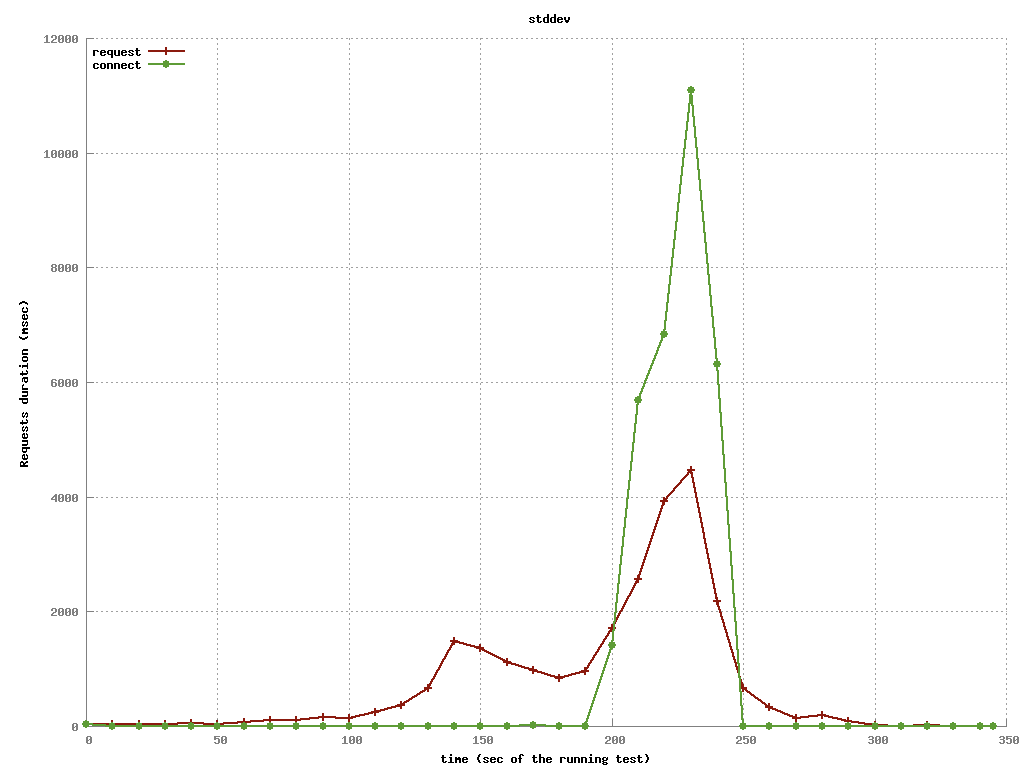 stddev
request
connect
12000
10000
8000
6000
4000
2000
0
Requests duration (msec)
0 50 100 150 200 250 300 350
time (sec of the running test)